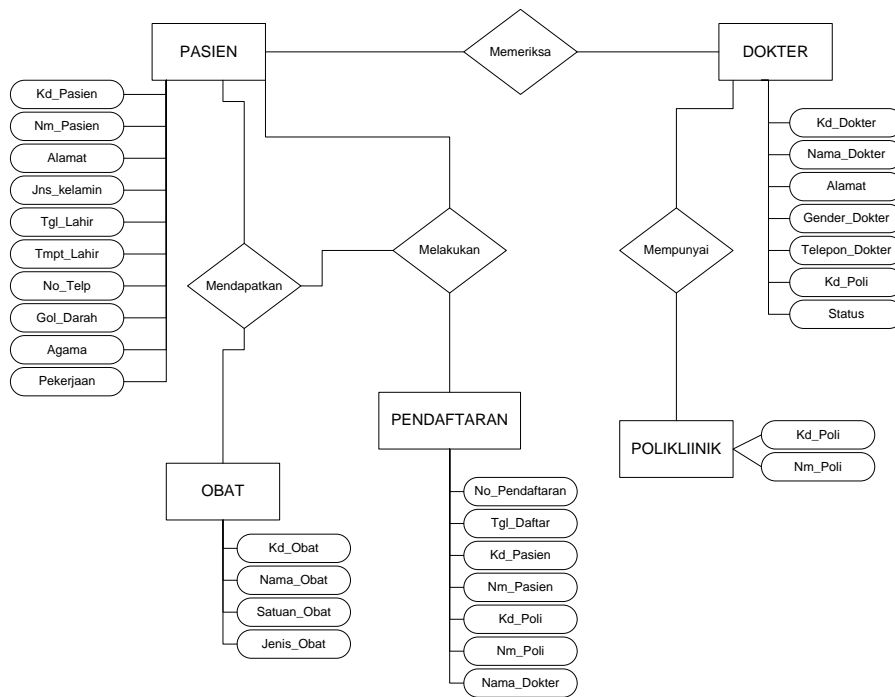 PASIEN
Memeriksa
DOKTER
Kd_Pasien
Nm_Pasien
Alamat
Jns_kelamin
Tgl_Lahir
Tmpt_Lahir
No_Telp
Gol_Darah
Agama
Pekerjaan
Kd_Dokter
Nama_Dokter
Alamat
Gender_Dokter
Telepon_Dokter
Kd_Poli
Status
Mendapatkan
Melakukan
Mempunyai
PENDAFTARAN
No_Pendaftaran
Tgl_Daftar
Kd_Pasien
Nm_Pasien
Kd_Poli
Nm_Poli
Nama_Dokter
POLIKLIINIK
Kd_Poli
Nm_Poli
OBAT
Kd_Obat
Nama_Obat
Satuan_Obat
Jenis_Obat